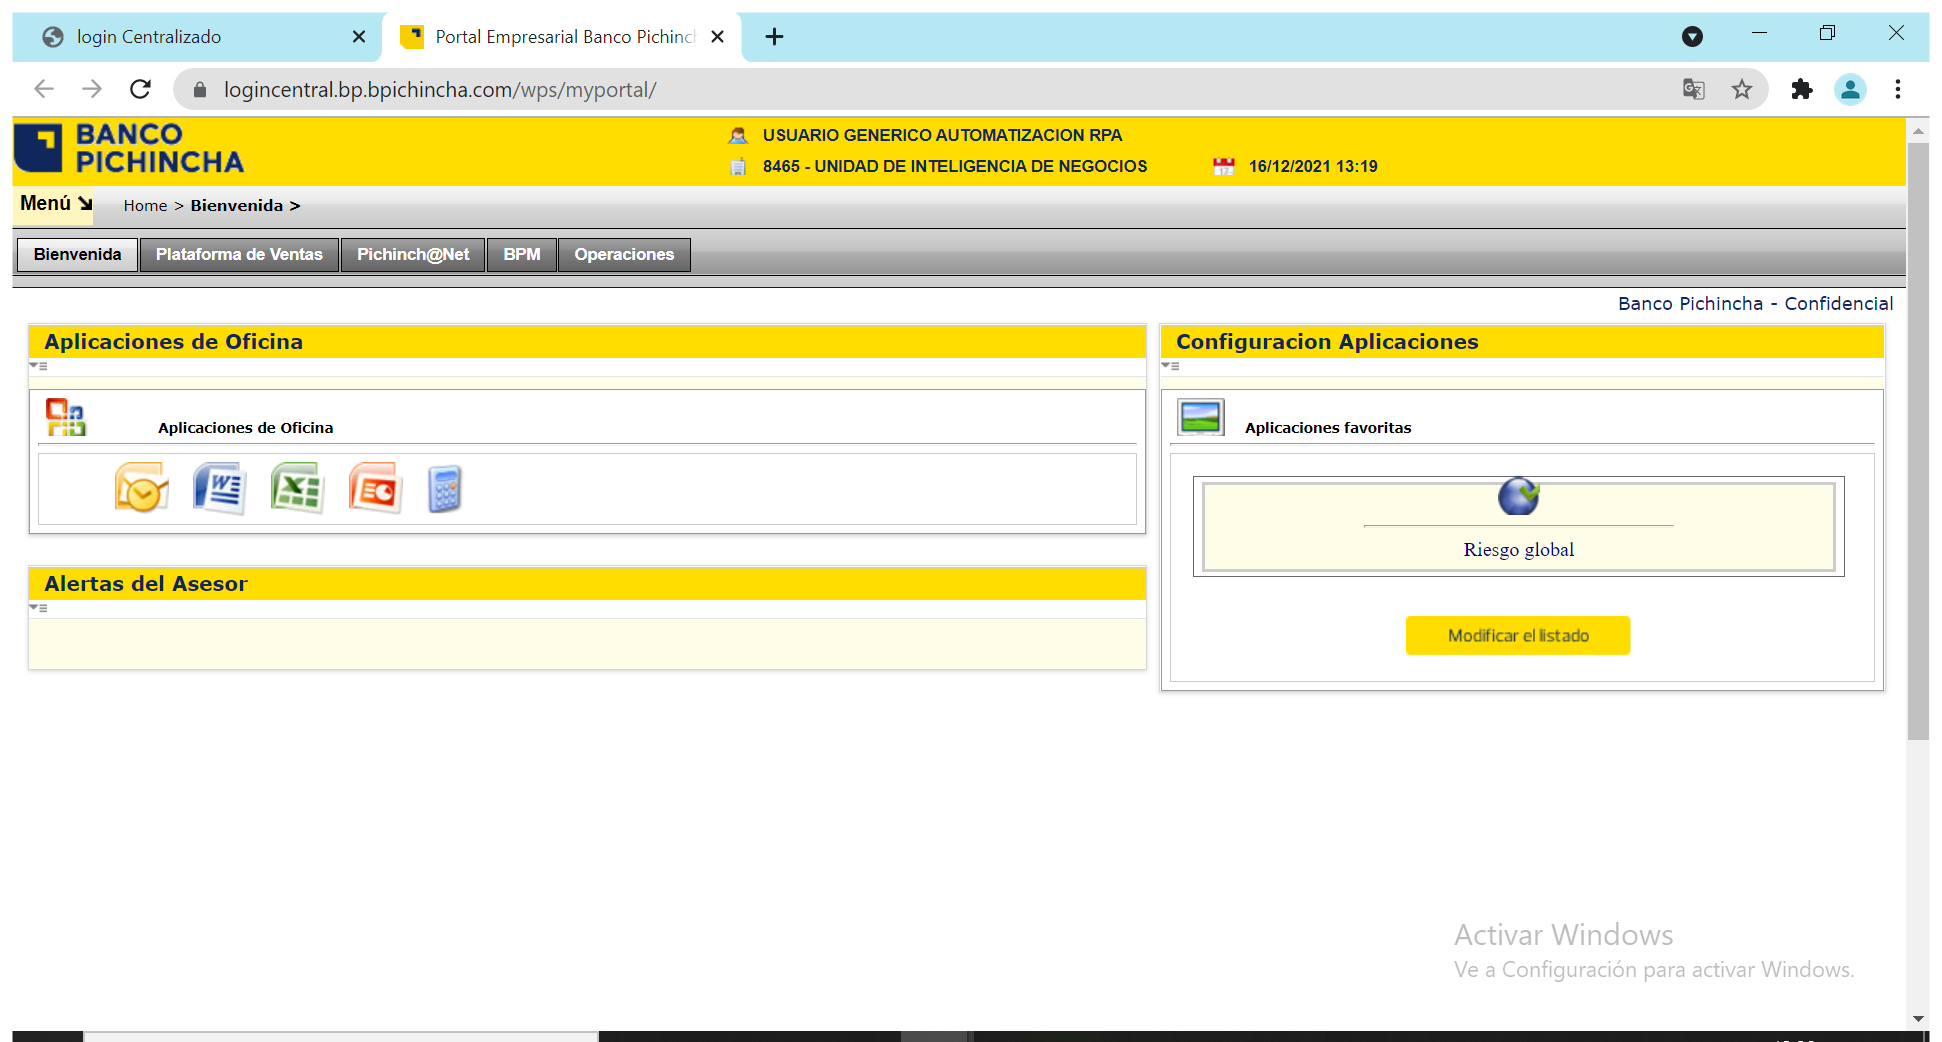 login Centralizado
Portal Empresarial Banco Pichinc
logincentral.bp.bpichincha.com/wps/myportal/
BANCO
PICHINCHA
USUARIO GENERICO AUTOMATIZACION RPA
8465 - UNIDAD DE INTELIGENCIA DE NEGOCIOS
16/12/2021 13:19
Menú
Home > Bienvenida >
Bienvenida
Plataforma de Ventas
Pichinch@Net
BPM
Operaciones
Banco Pichincha - Confidencial
Aplicaciones de Oficina
Aplicaciones de Oficina
Alertas del Asesor
Configuracion Aplicaciones
Aplicaciones favoritas
Riesgo global
Modificar el listado
Activar Windows
Ve a Configuración para activar Windows.